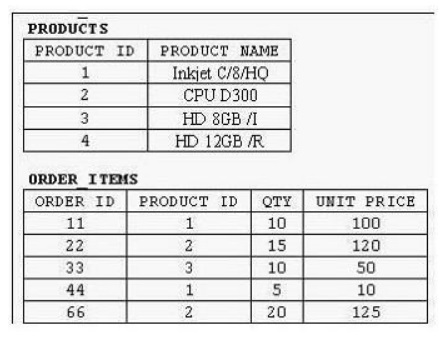 PRODUCTS
PRODUCT ID PRODUCT NAME
1 Inkjet C/8/HQ
2 CPU D300
3 HD 8GB /I
4 HD 12GB /R
ORDER_ITEMS
ORDER ID PRODUCT ID QTY UNIT PRICE
11 1 10 100
22 2 15 120
33 3 10 50
44 1 5 10
66 2 20 125